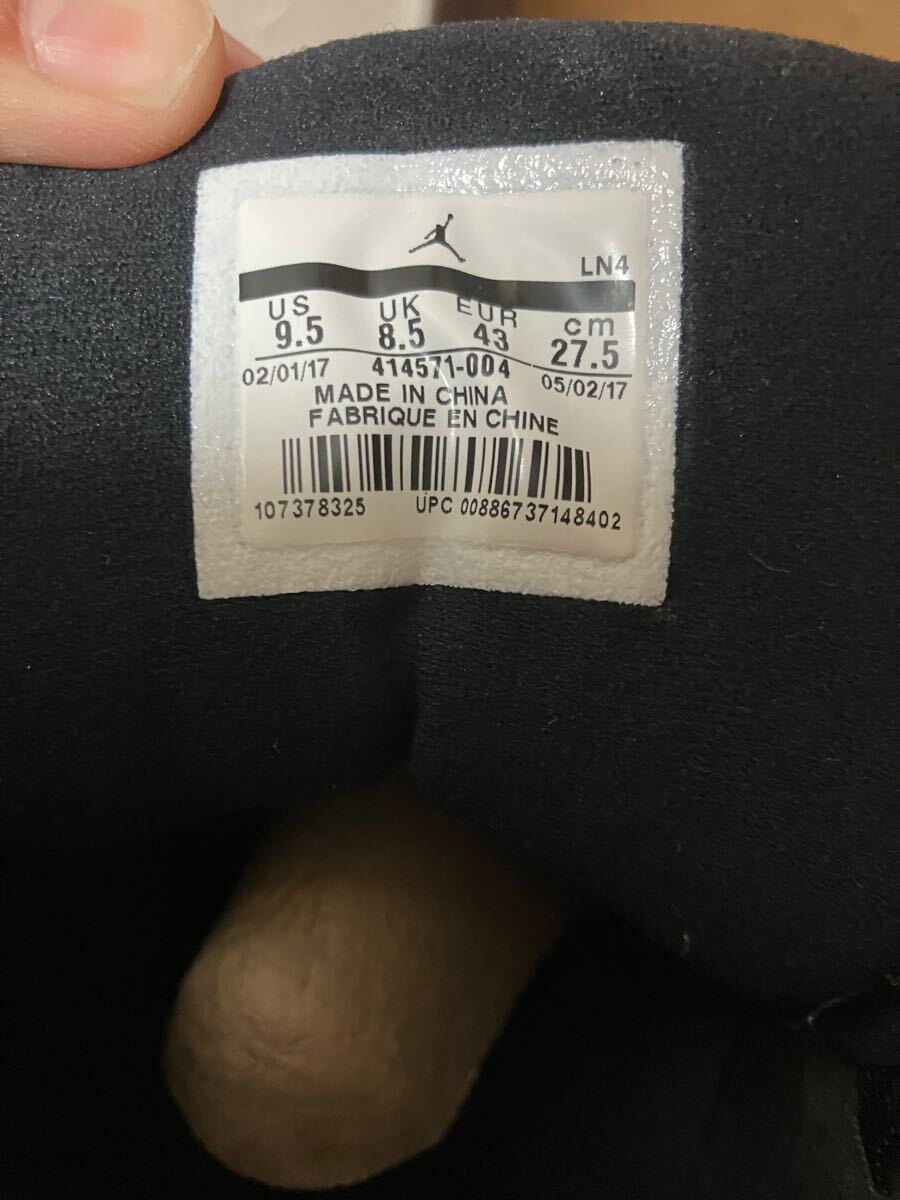 LN4
US UK EUR cm
9.5 8.5 43 27.5
02/01/17 414571-004 05/02/17
MADE IN CHINA
FABRIQUE EN CHINE
107378325 UPC 00886737148402